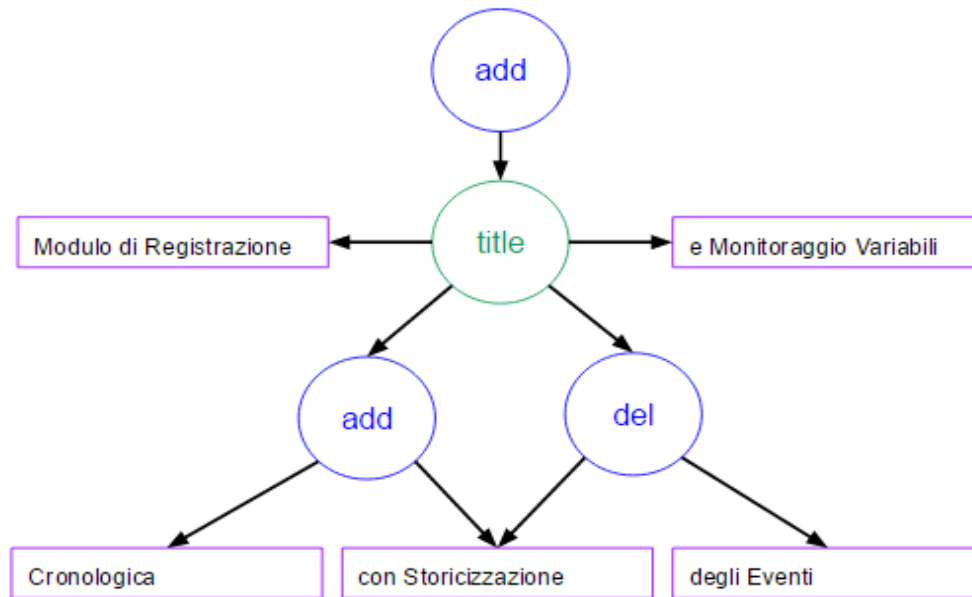 add
Modulo di Registrazione
title
e Monitoraggio Variabili
add
del
Cronologica
con Storicizzazione
degli Eventi